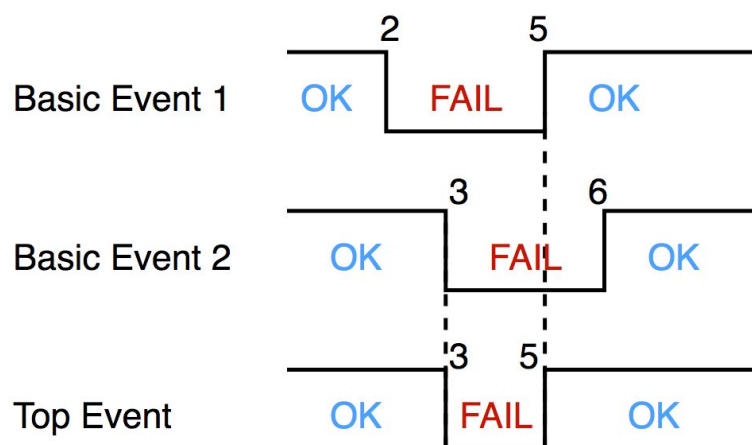 2 5
Basic Event 1 OK FAIL OK
3 6
Basic Event 2 OK FAIL OK
3 5
Top Event OK FAIL OK